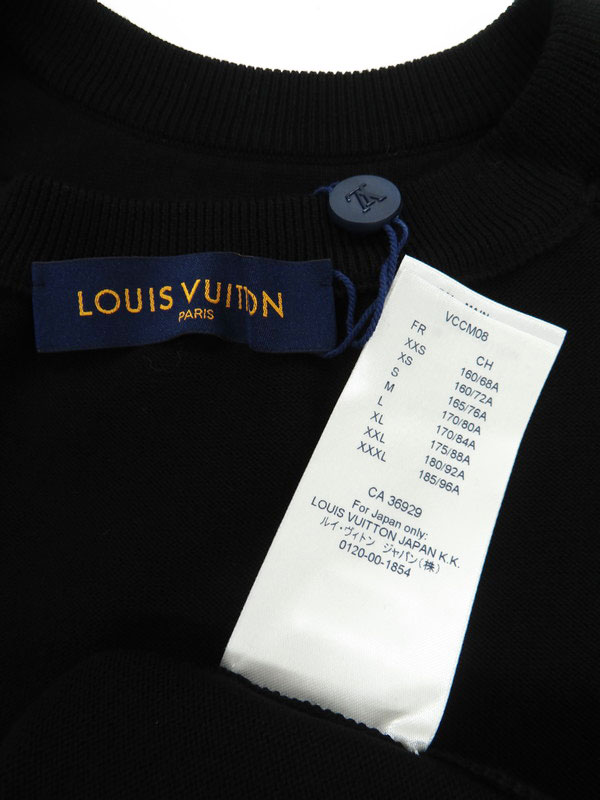 LOUIS VUITTON
PARIS
VCCM08
FR CH
XXS 160/68A
XS 160/72A
S 165/76A
M 170/80A
L 170/84A
XL 175/88A
XXL 180/92A
XXXL 185/96A
CA 36929
For Japan only:
LOUIS VUITTON JAPAN K.K.
ルイ・ヴィトン ジャパン(株)
0120-00-1854